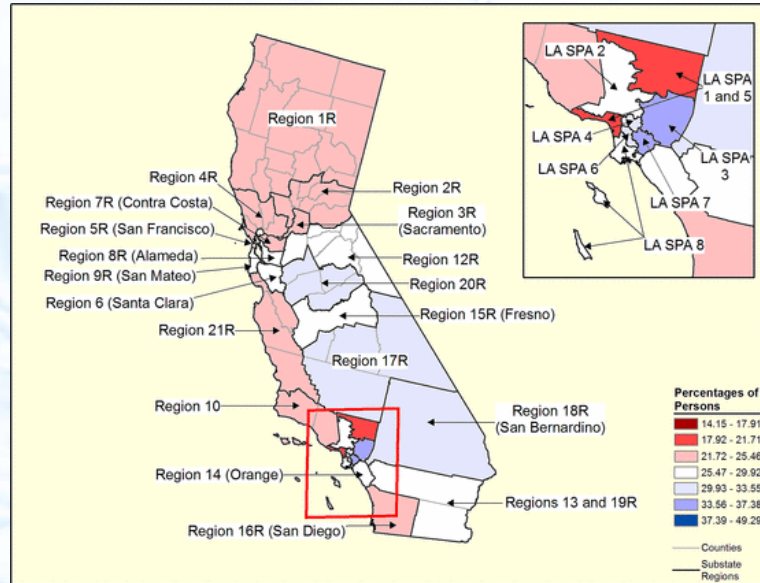 Region 1R
Region 4R
Region 2R
Region 7R (Contra Costa)
Region 3R
(Sacramento)
Region 5R (San Francisco)
Region 8R (Alameda)
Region 12R
Region 9R (San Mateo)
Region 20R
Region 6 (Santa Clara)
Region 15R (Fresno)
Region 21R
Region 17R
Region 10
Region 18R
(San Bernardino)
Region 14 (Orange)
Regions 13 and 19R
Region 16R (San Diego)
LA SPA 2
LA SPA
1 and 5
LA SPA 4
LA SPA 6
LA SPA
3
LA SPA 7
LA SPA 8
Percentages of
Persons
14.15 - 17.91
17.92 - 21.71
21.72 - 25.46
25.47 - 29.92
29.93 - 33.55
33.56 - 37.38
37.39 - 49.29
Counties
Substate
Regions